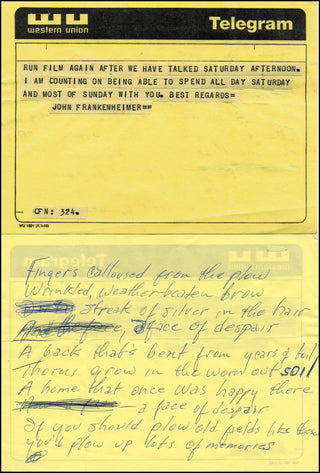 western union
Telegram
RUN FILM AGAIN AFTER WE HAVE TALKED SATURDAY AFTERNOON.
I AM COUNTING ON BEING ABLE TO SPEND ALL DAY SATURDAY
AND MOST OF SUNDAY WITH YOU. BEST REGARDS=
JOHN FRANKENHEIMER==
CFN: 324.
Fingers calloused from the plow
Wrinkled, weather beaten brow
Streak of silver in the hair
face of despair
A back that's bent from years of toil
Thorns grow in the worn out soil
A home that once was happy there
a face of despair
If you should plow old fields like them
you'd plow up lots of memories